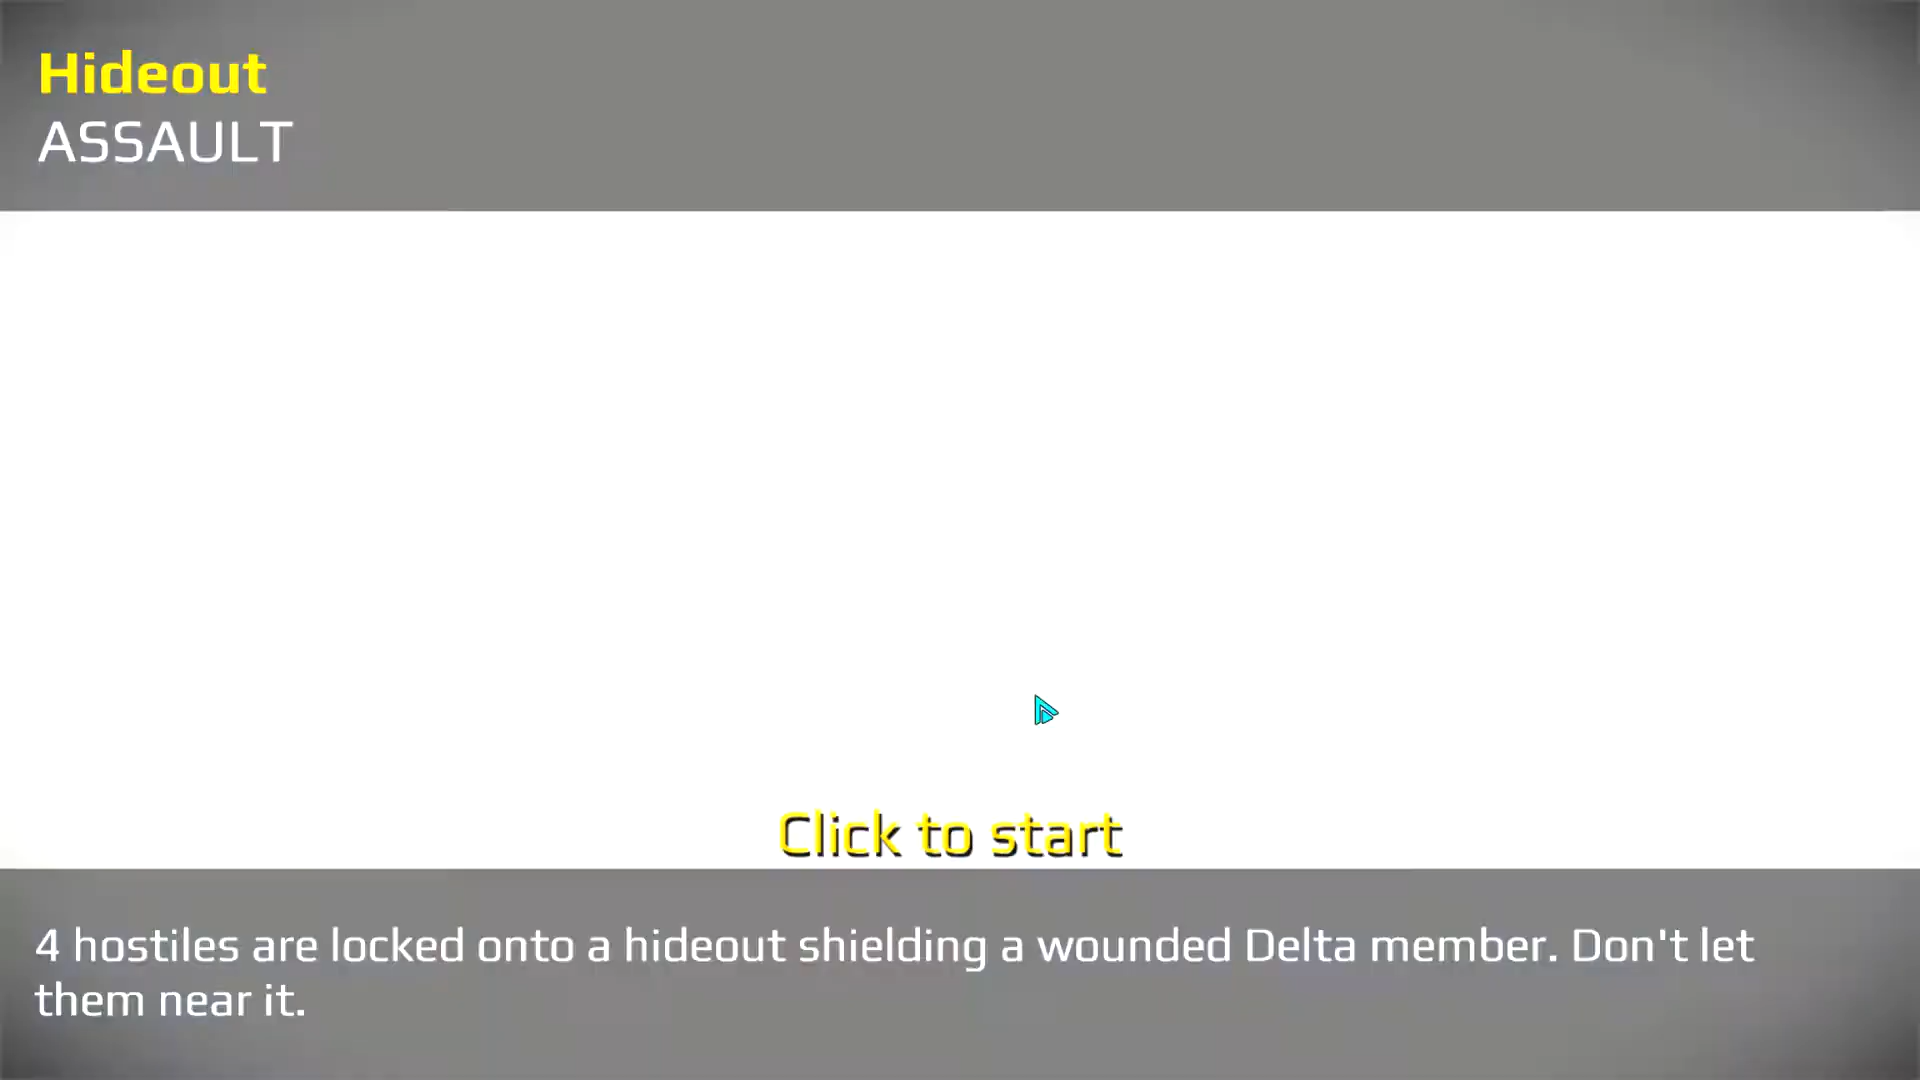 Hideout
ASSAULT
Click to start
4 hostiles are locked onto a hideout shielding a wounded Delta member. Don't let
them near it.